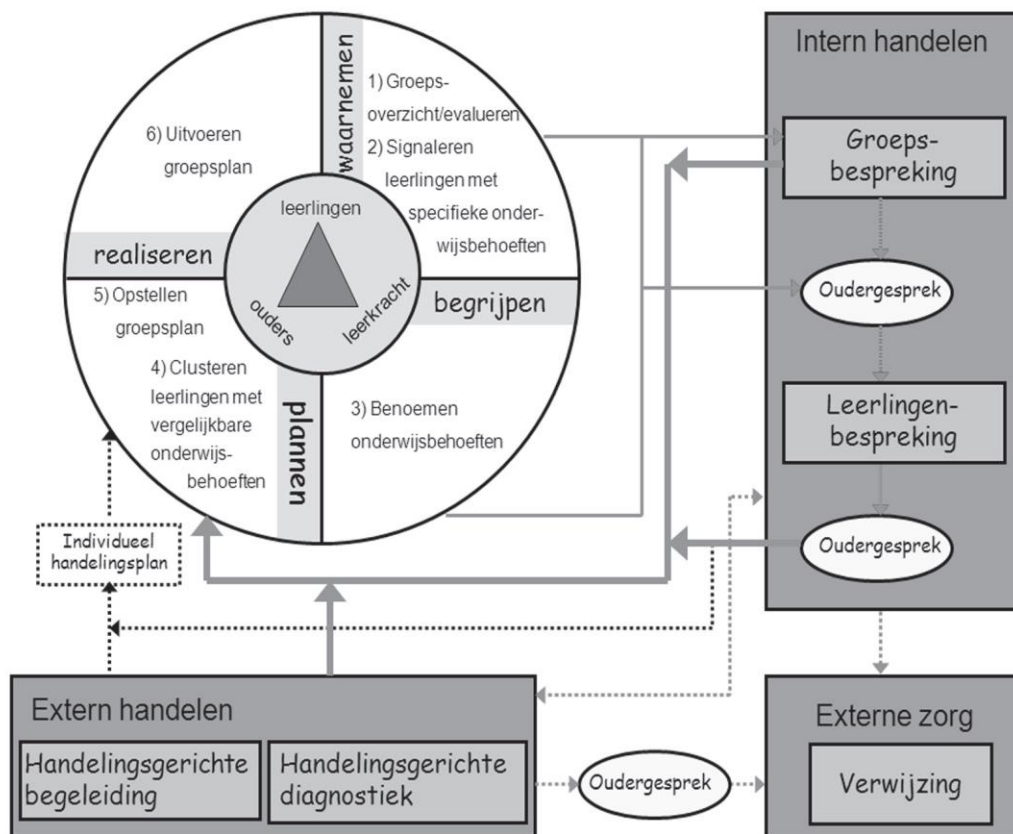 waarnemen
1) Groeps-
overzicht/evalueren
2) Signaleren
leerlingen met
specifieke onder-
wijsbehoeften
begrijpen
3) Benoemen
onderwijsbehoeften
plannen
4) Clusteren
leerlingen met
vergelijkbare
onderwijs-
behoeften
5) Opstellen
groepsplan
realiseren
6) Uitvoeren
groepsplan
leerlingen
ouders
leerkracht
Intern handelen
Groeps-
bespreking
Oudergesprek
Leerlingen-
bespreking
Oudergesprek
Individueel
handelingsplan
Extern handelen
Handelingsgerichte
begeleiding
Handelingsgerichte
diagnostiek
Oudergesprek
Externe zorg
Verwijzing